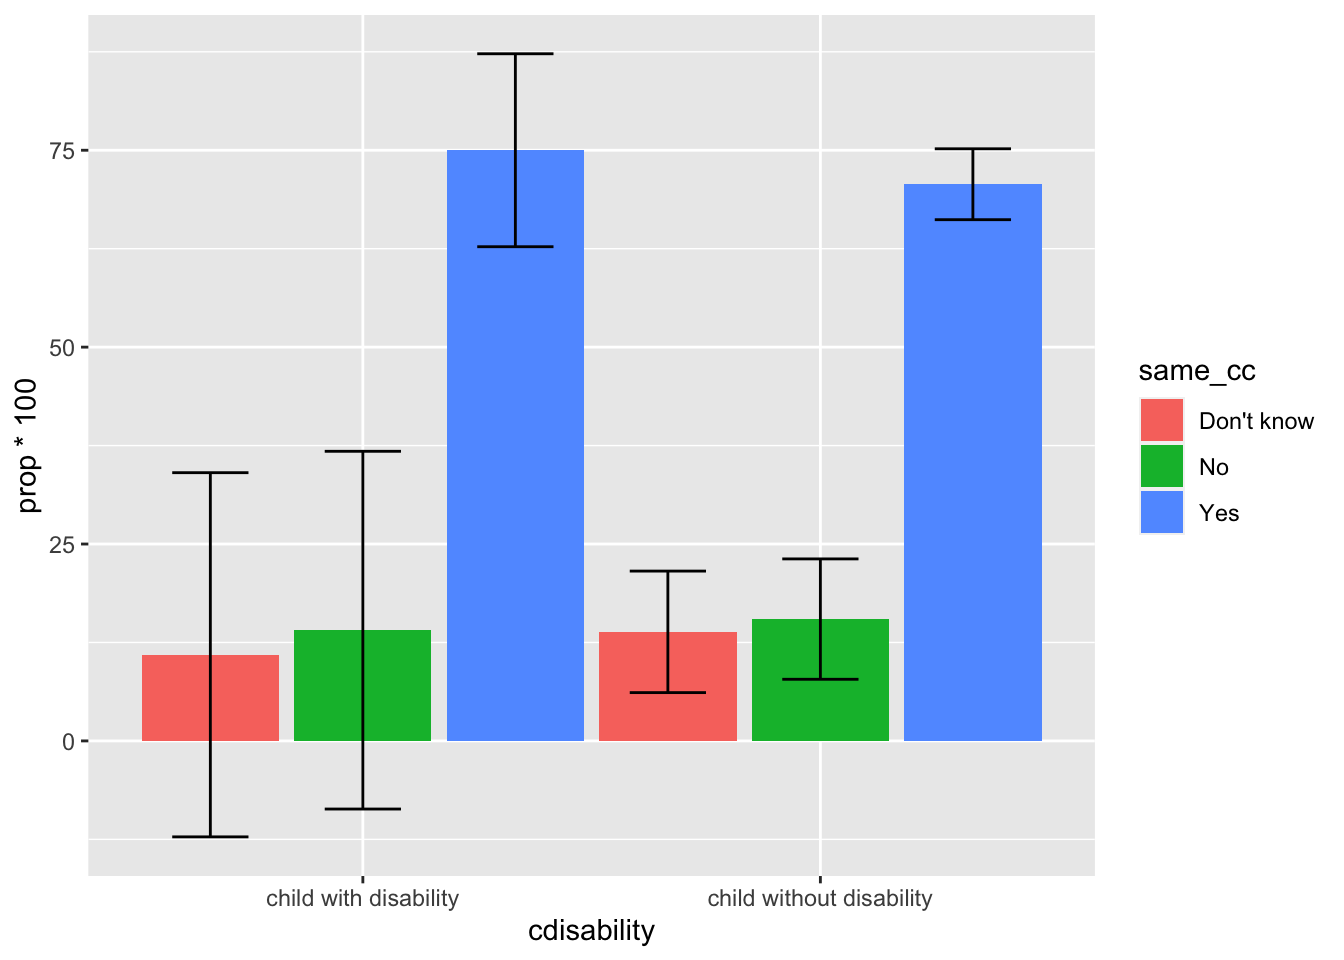 prop * 100
75
50
25
0
child with disability
child without disability
cdisability
same_cc
Don't know
No
Yes